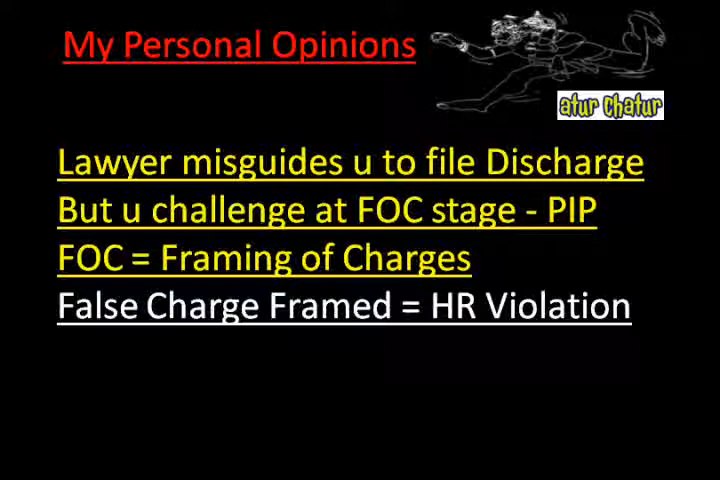 My Personal Opinions
atur chatur
Lawyer misguides u to file Discharge
But u challenge at FOC stage - PIP
FOC = Framing of Charges
False Charge Framed = HR Violation